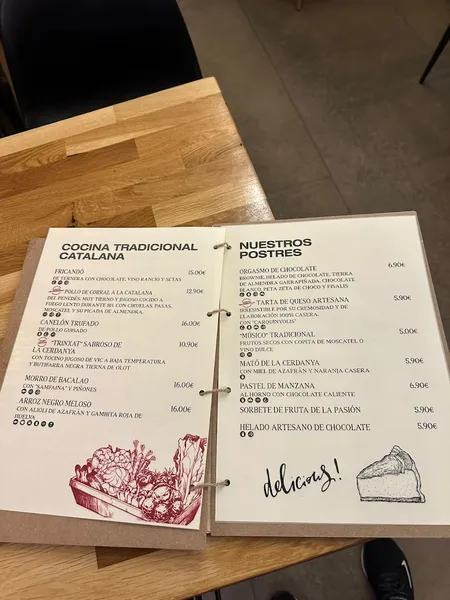 COCINA TRADICIONAL
CATALANA
FRICANDÓ 15.00€
DE TERNERA CON CHOCOLATE, VINO RANCIO Y SETAS
POLLO DE CORRAL A LA CATALANA 12.90€
DEL PENEDÈS, MUY TIERNO Y JUGOSO COCIDO A
FUEGO LENTO DURANTE 8H. CON CIRUELAS, PASAS,
MOSCATEL Y SU PICADA DE ALMENDRA.
CANELÓN TRUFADO 16.00€
DE POLLO GUISADO
"TRINXAT" SABROSO DE 10.90€
LA CERDANYA
CON TOCINO JUGOSO DE VIC A BAJA TEMPERATURA
Y BUTIFARRA NEGRA TIERNA DE OLOT
MORRO DE BACALAO 16.00€
CON "SAMFAINA" Y PIÑONES
ARROZ NEGRO MELOSO 16.00€
CON ALIOLI DE AZAFRÁN Y GAMBITA ROJA DE
HUELVA
NUESTROS
POSTRES
ORGASMO DE CHOCOLATE 6.90€
BROWNIE, HELADO DE CHOCOLATE, TIERRA
DE ALMENDRA GARRAPIÑADA, CHOCOLATE
BLANCO, PETA ZETA DE CHOCO Y FISALIS
TARTA DE QUESO ARTESANA 5.90€
IRRESISTIBLE POR SU CREMOSIDAD Y DE
ELABORACIÓN 100% CASERA.
CON "CARQUINYOLIS"
"MÚSICO" TRADICIONAL 5.00€
FRUTOS SECOS CON COPITA DE MOSCATEL O
VINO DULCE
MATÓ DE LA CERDANYA 5.90€
CON MIEL DE AZAFRÁN Y NARANJA CASERA
PASTEL DE MANZANA 6.90€
AL HORNO CON CHOCOLATE CALIENTE
SORBETE DE FRUTA DE LA PASIÓN 5.90€
HELADO ARTESANO DE CHOCOLATE 5.90€
delicious!